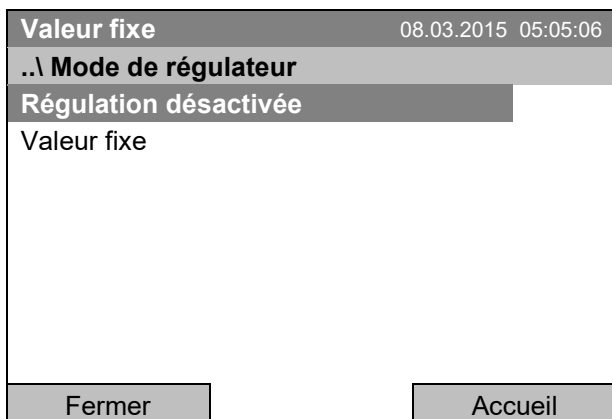 Valeur fixe 08.03.2015 05:05:06
..\ Mode de régulateur
Régulation désactivée
Valeur fixe
Fermer Accueil